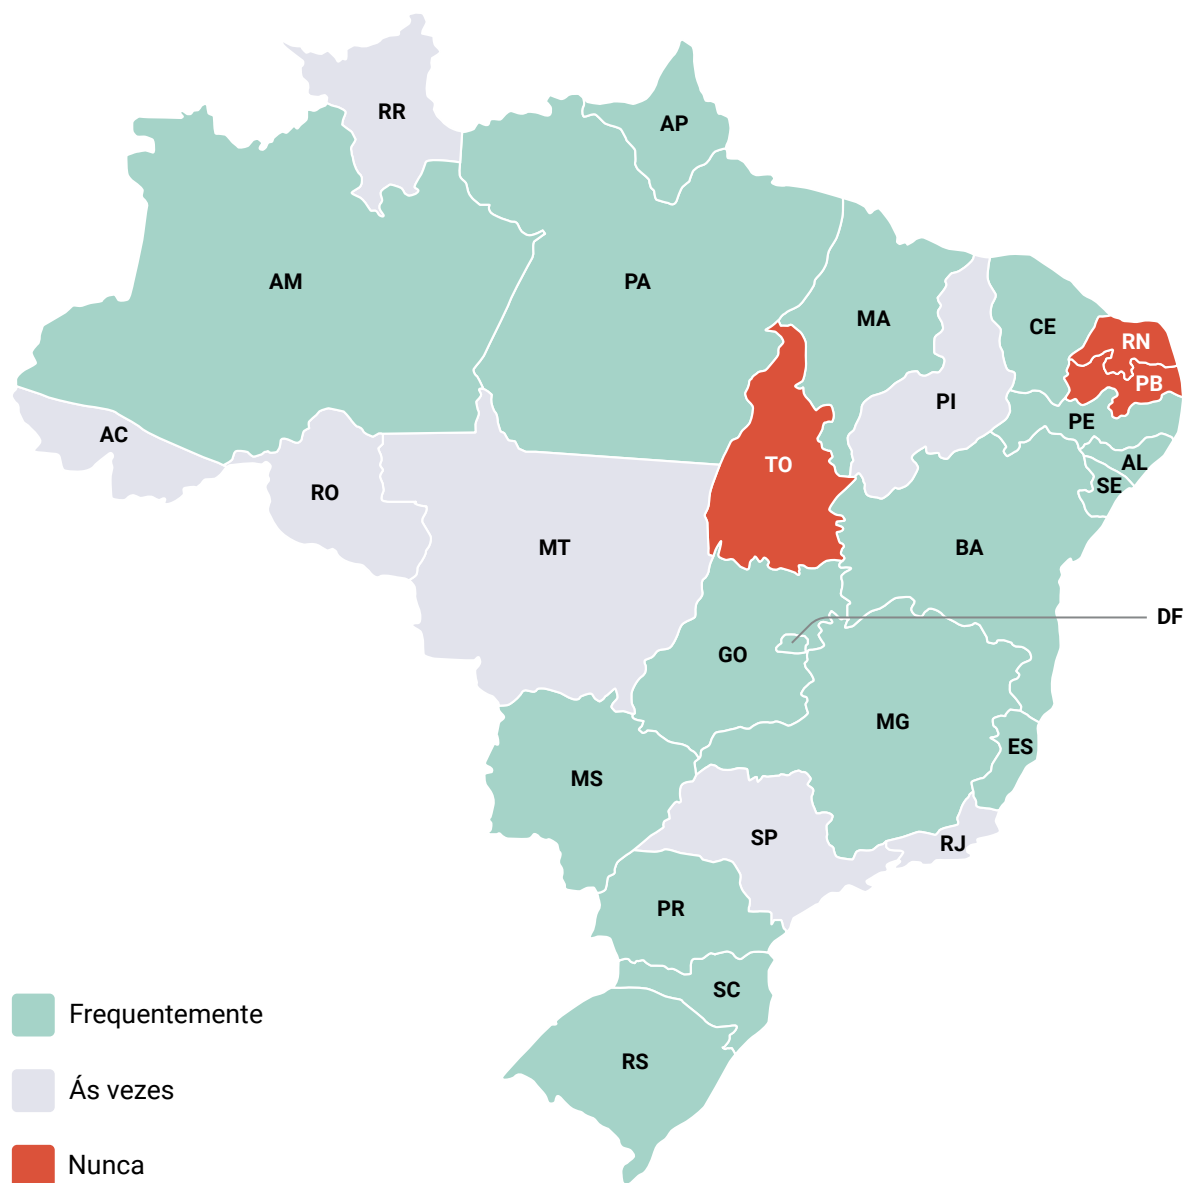 RR
AP
AM
PA
MA
CE
RN
PB
PI
PE
AC
AL
TO
SE
RO
MT
BA
DF
GO
MG
ES
MS
SP
RJ
PR
SC
RS
Frequentemente
Ás vezes
Nunca